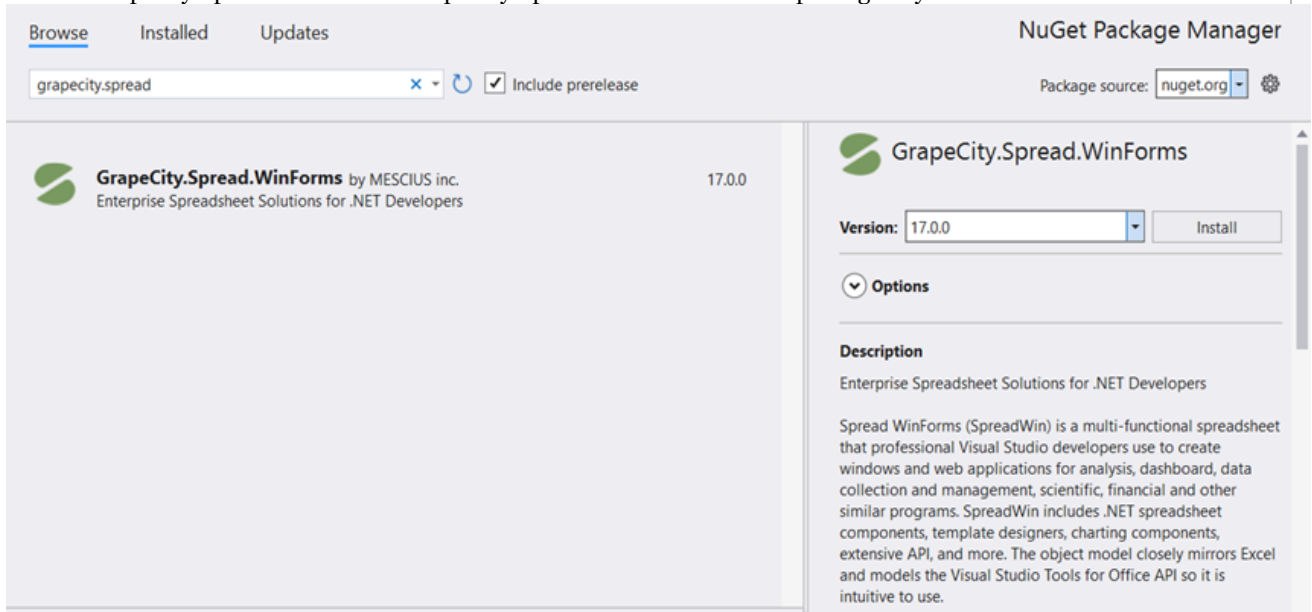 Browse Installed Updates NuGet Package Manager
grapecity.spread Include prerelease Package source: nuget.org
GrapeCity.Spread.WinForms by MESCIUS inc. 17.0.0
Enterprise Spreadsheet Solutions for .NET Developers
GrapeCity.Spread.WinForms
Version: 17.0.0 Install
Options
Description
Enterprise Spreadsheet Solutions for .NET Developers
Spread WinForms (SpreadWin) is a multi-functional spreadsheet
that professional Visual Studio developers use to create
windows and web applications for analysis, dashboard, data
collection and management, scientific, financial and other
similar programs. SpreadWin includes .NET spreadsheet
components, template designers, charting components,
extensive API, and more. The object model closely mirrors Excel
and models the Visual Studio Tools for Office API so it is
intuitive to use.